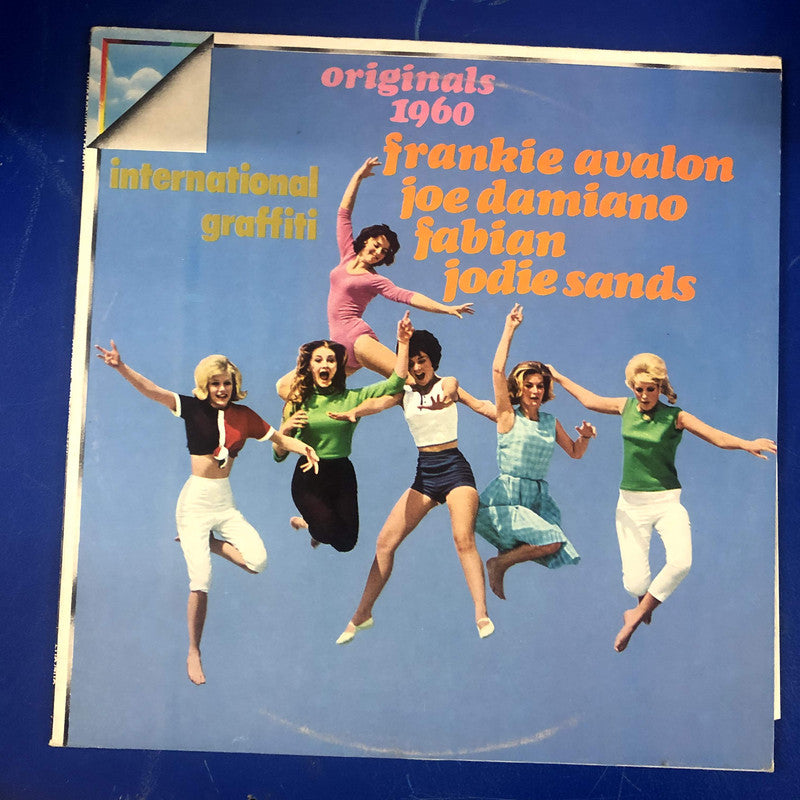 originals
1960
international
graffiti
frankie avalon
joe damiano
fabian
jodie sands